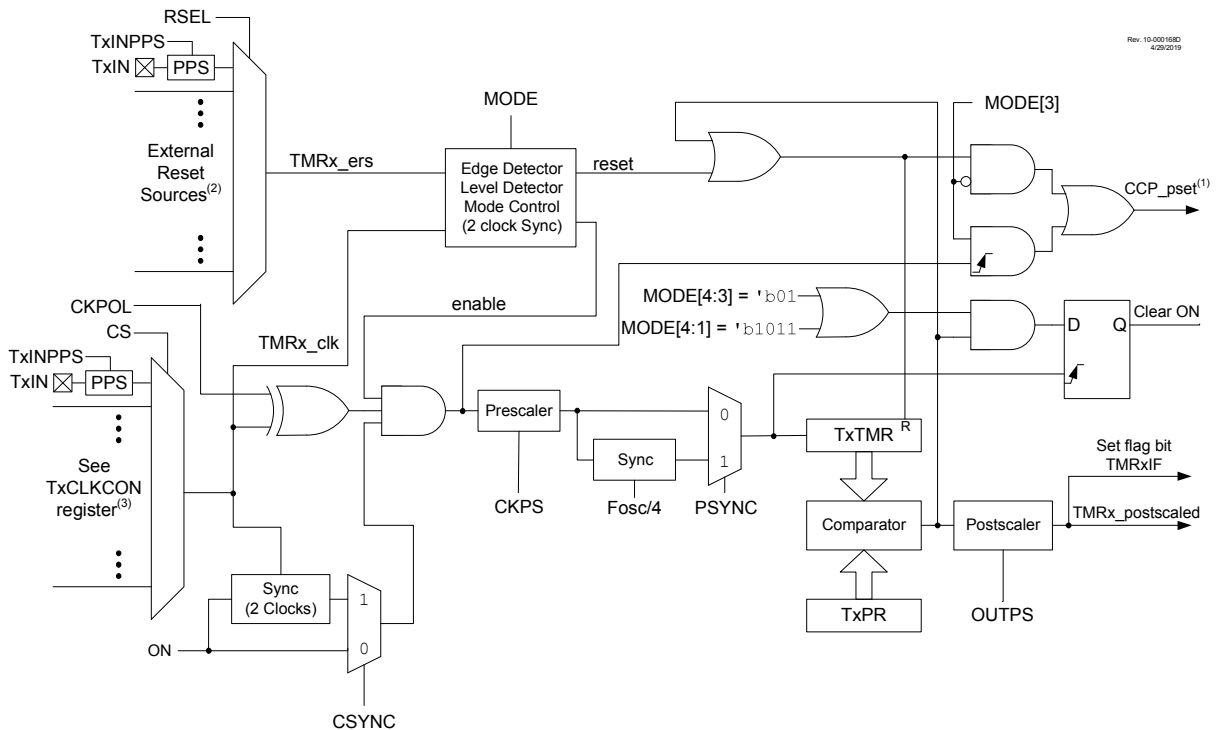 RSEL
TxINPPS
TxIN
PPS
Rev. 10-000168D
4/29/2019
MODE
MODE[3]
External
Reset
Sources(2)
TMRx_ers
Edge Detector
Level Detector
Mode Control
(2 clock Sync)
reset
CCP_pset(1)
CKPOL
CS
enable
MODE[4:3] = 'b01
MODE[4:1] = 'b1011
D
Q
Clear ON
TMRx_clk
TxINPPS
TxIN
PPS
Prescaler
0
1
Sync
TxTMR
R
See
TxCLKCON
register(3)
CKPS
Fosc/4
PSYNC
Set flag bit
TMRxIF
Comparator
Postscaler
TMRx_postscaled
Sync
(2 Clocks)
1
0
TxPR
OUTPS
ON
CSYNC